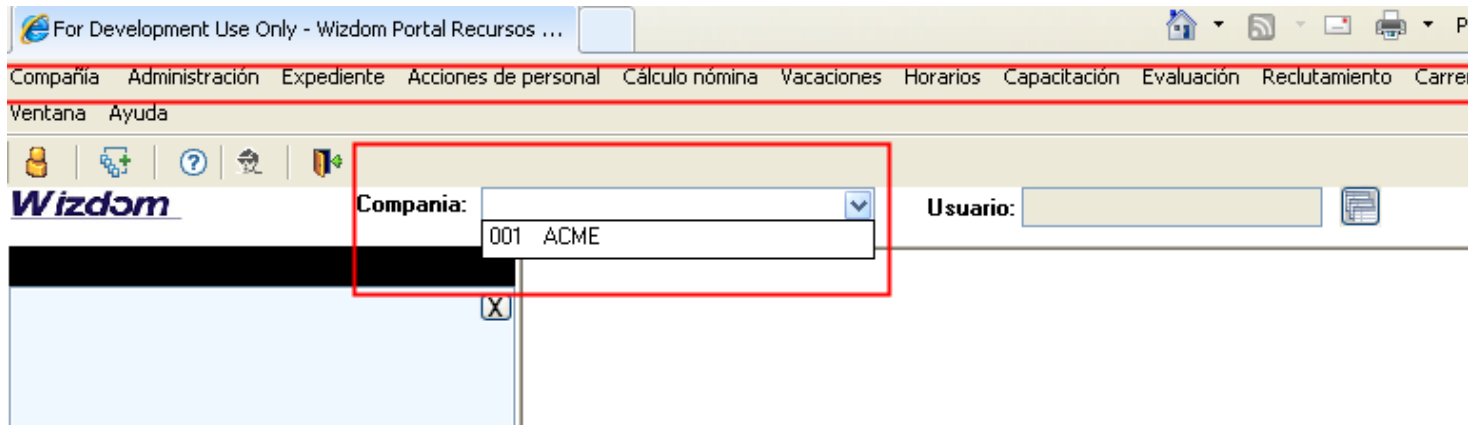 For Development Use Only - Wizdom Portal Recursos ...
Compañía Administración Expediente Acciones de personal Cálculo nómina Vacaciones Horarios Capacitación Evaluación Reclutamiento
Ventana Ayuda
Wizdom Compania: Usuario:
001 ACME
X